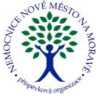 NEMOCNICE NOVÉ MĚSTO NA MORAVĚ
příspěvková organizace